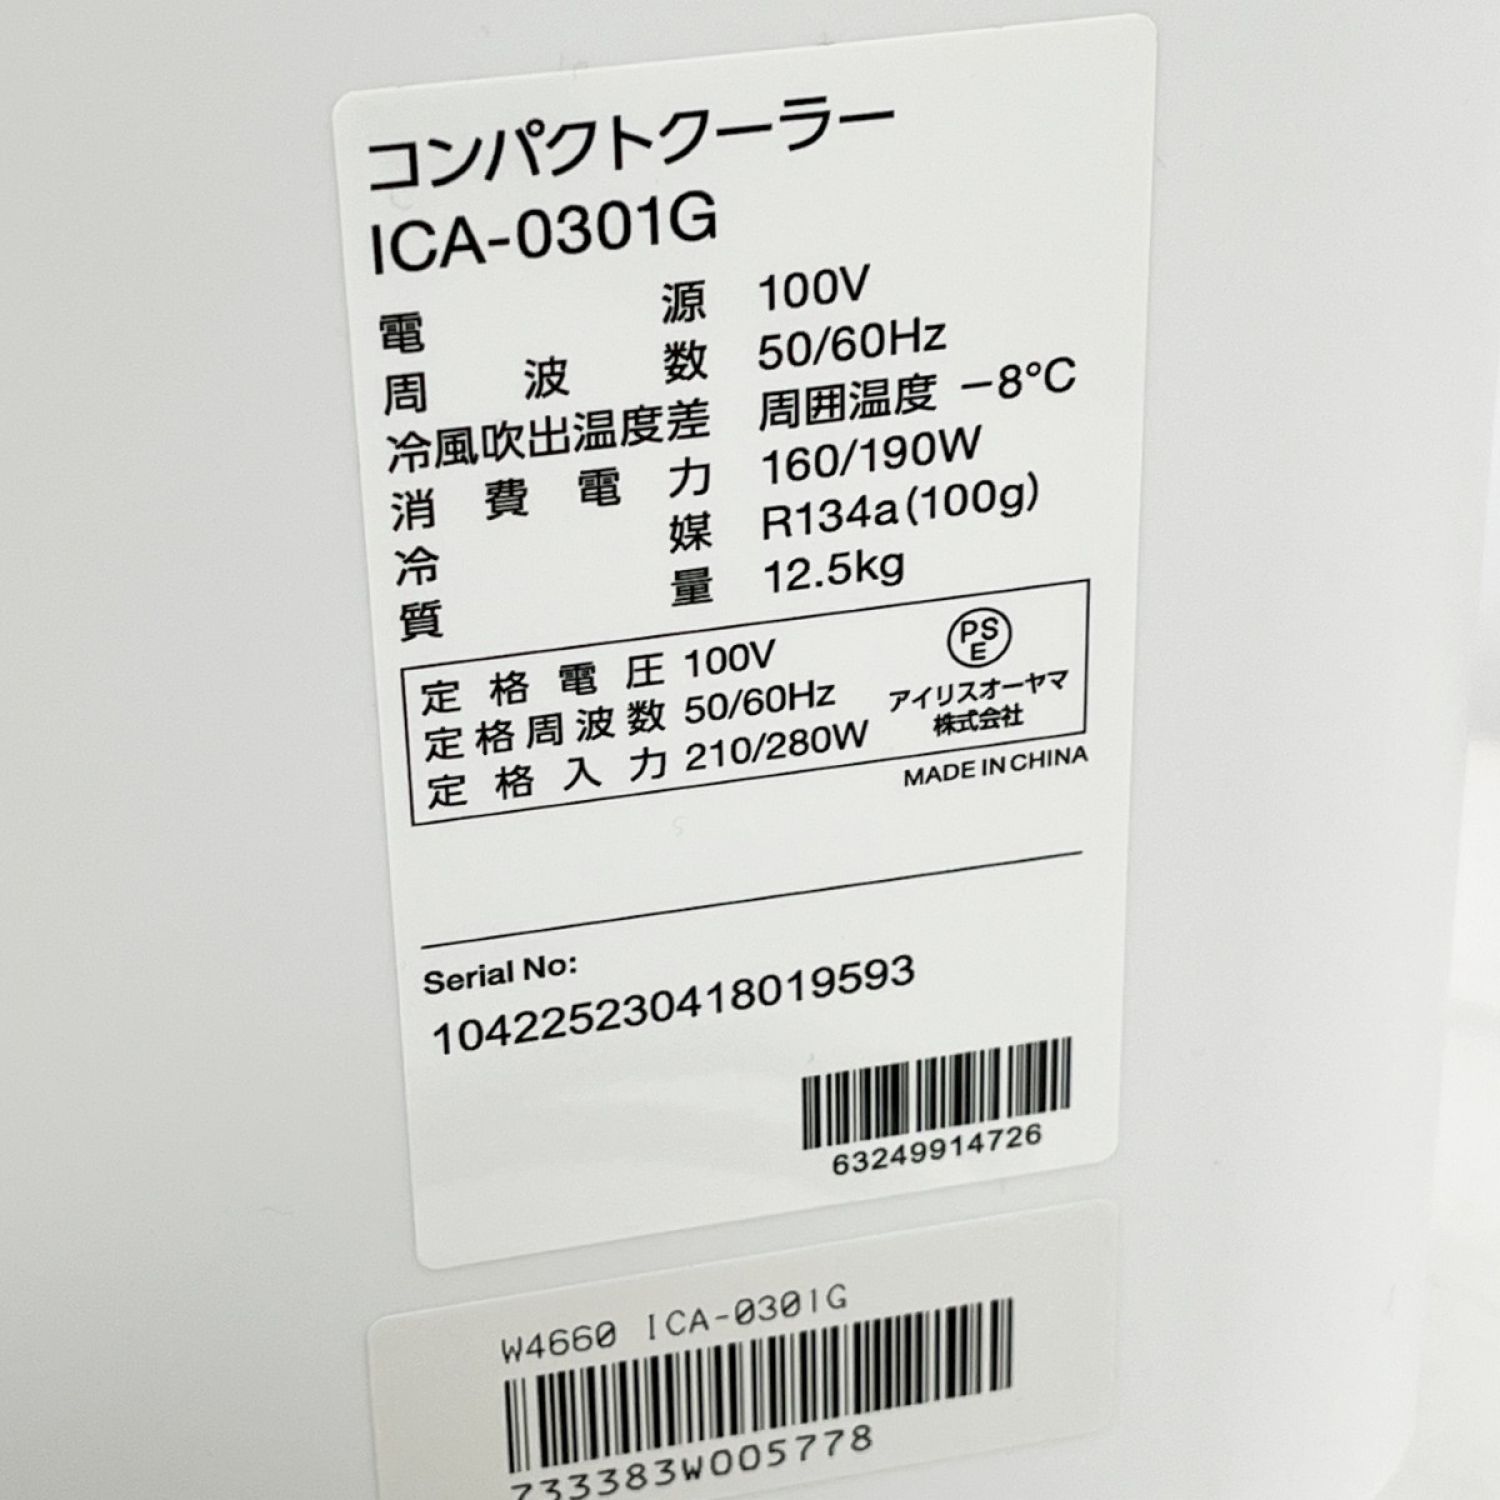 コンパクトクーラー
ICA-0301G
電源 100V
周波数 50/60Hz
冷風吹出温度差 周囲温度 −8℃
消費電力 160/190W
冷媒 R134a(100g)
質量 12.5kg
定格電圧 100V
定格周波数 50/60Hz
定格入力 210/280W
PS
E
アイリスオーヤマ
株式会社
MADE IN CHINA
Serial No:
104225230418019593
63249914726
W4660 ICA-0301G
733383W005778